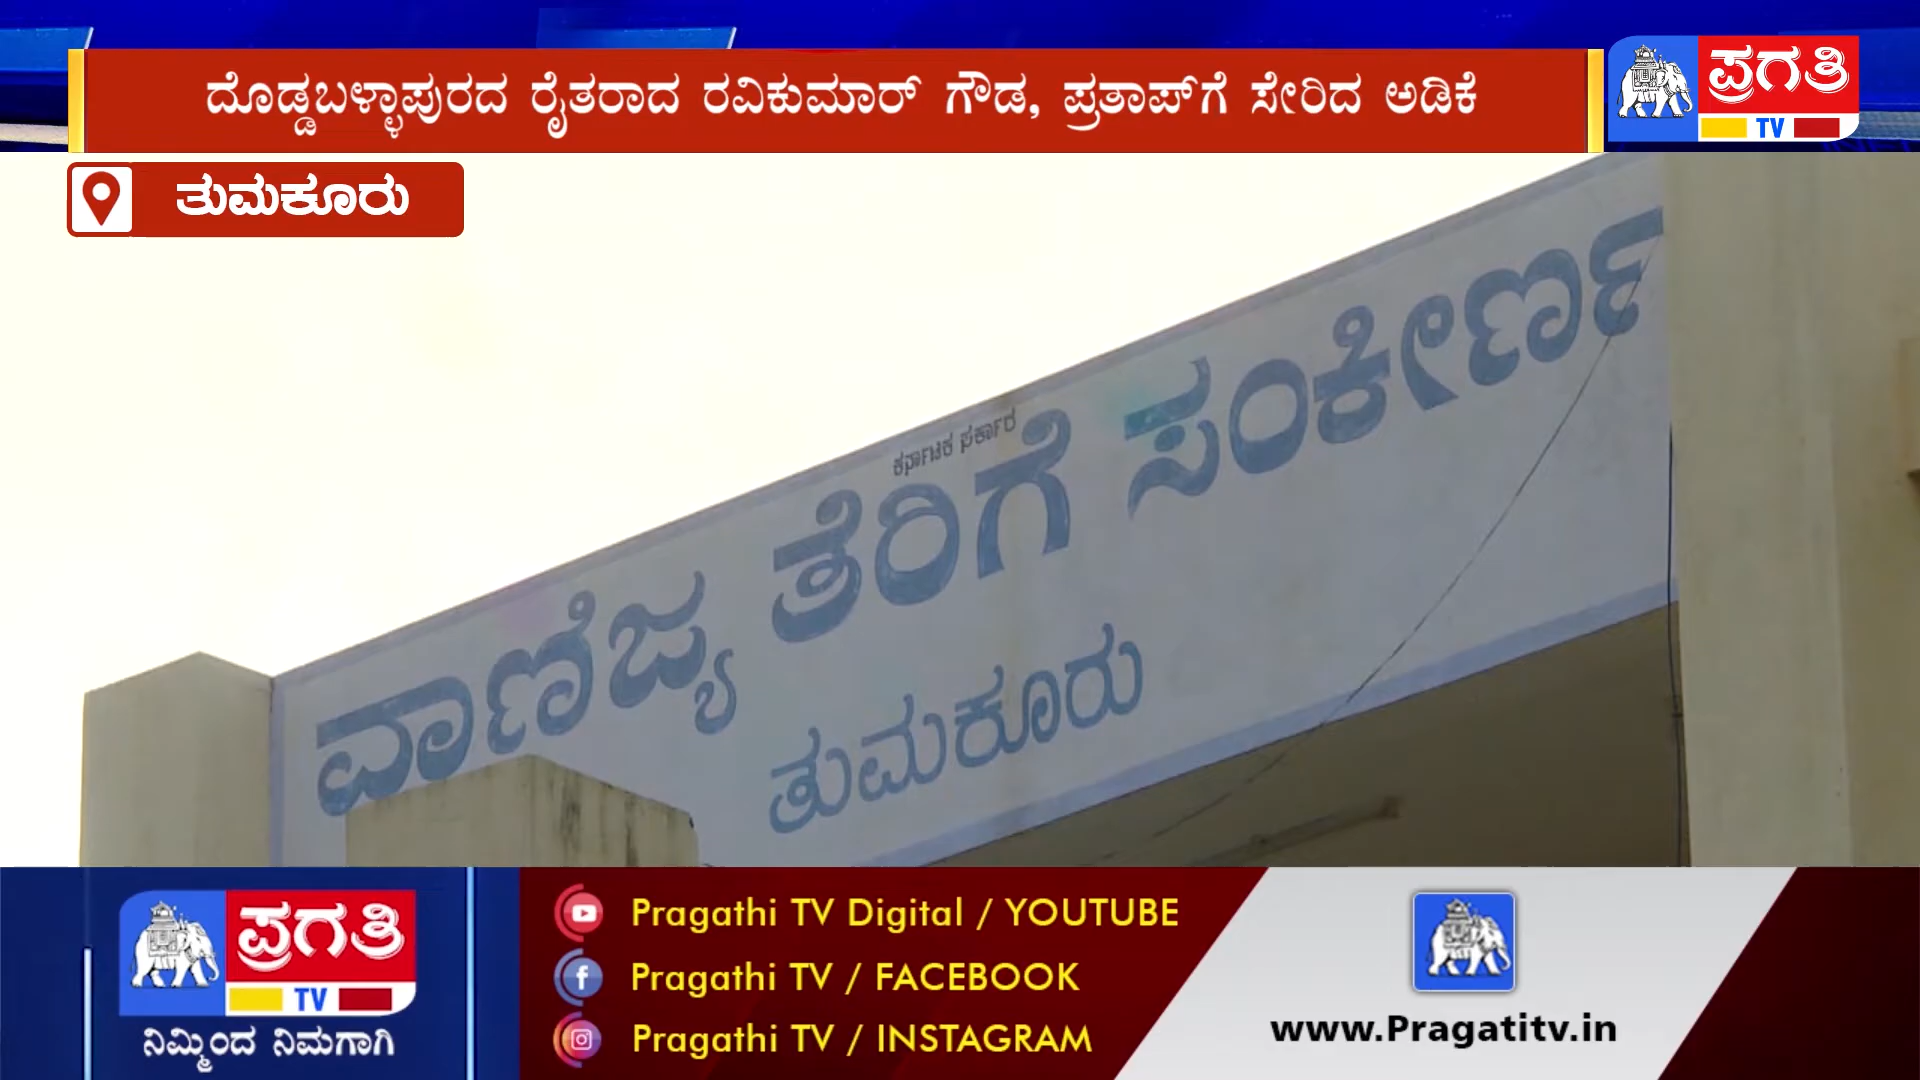 ದೊಡ್ಡಬಳ್ಳಾಪುರದ ರೈತರಾದ ರವಿಕುಮಾರ್ ಗೌಡ, ಪ್ರತಾಪ್‌ಗೆ ಸೇರಿದ ಅಡಿಕೆ
ಪ್ರಗತಿ
TV
ತುಮಕೂರು
ಕರ್ನಾಟಕ ಸರ್ಕಾರ
ವಾಣಿಜ್ಯ ತೆರಿಗೆ ಸಂಕೀರ್ಣ
ತುಮಕೂರು
ಪ್ರಗತಿ
TV
ನಿಮ್ಮಿಂದ ನಿಮಗಾಗಿ
Pragathi TV Digital / YOUTUBE
Pragathi TV / FACEBOOK
Pragathi TV / INSTAGRAM
www.Pragatitv.in